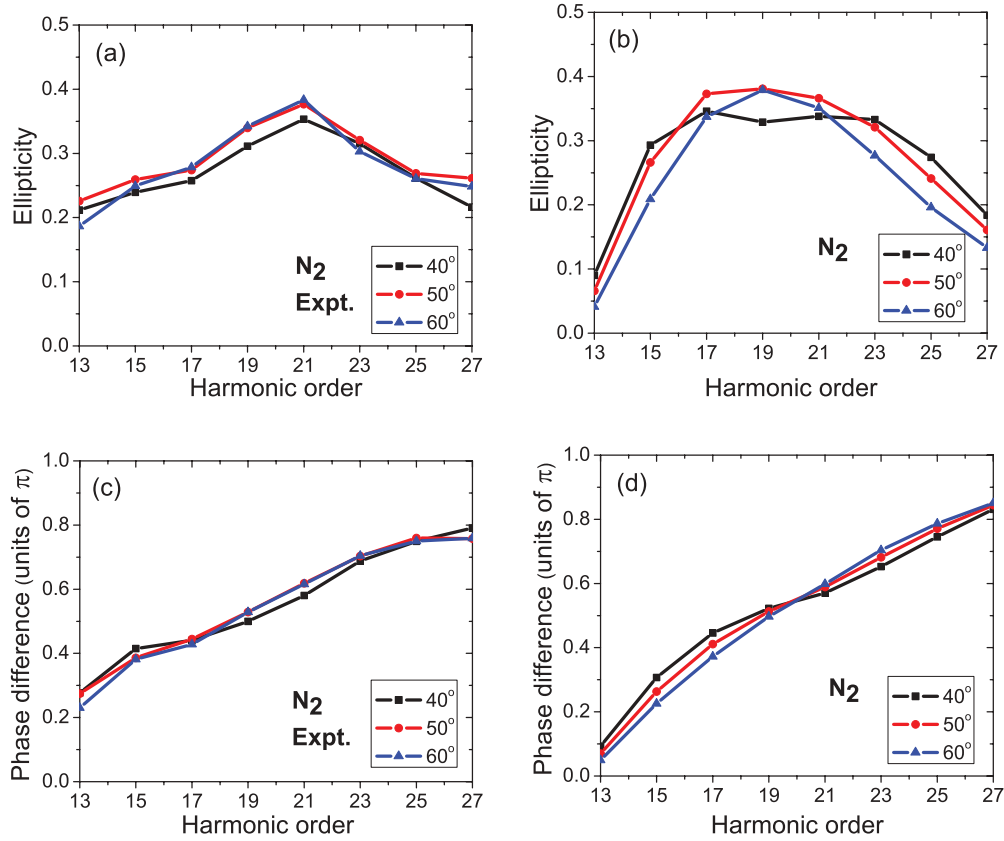 (a)
Ellipticity
0.5
0.4
0.3
0.2
0.1
0.0
N2
Expt.
40°
50°
60°
13 15 17 19 21 23 25 27
Harmonic order
(b)
Ellipticity
0.5
0.4
0.3
0.2
0.1
0.0
N2
40°
50°
60°
13 15 17 19 21 23 25 27
Harmonic order
(c)
Phase difference (units of π)
1.0
0.8
0.6
0.4
0.2
0.0
N2
Expt.
40°
50°
60°
13 15 17 19 21 23 25 27
Harmonic order
(d)
Phase difference (units of π)
1.0
0.8
0.6
0.4
0.2
0.0
N2
40°
50°
60°
13 15 17 19 21 23 25 27
Harmonic order